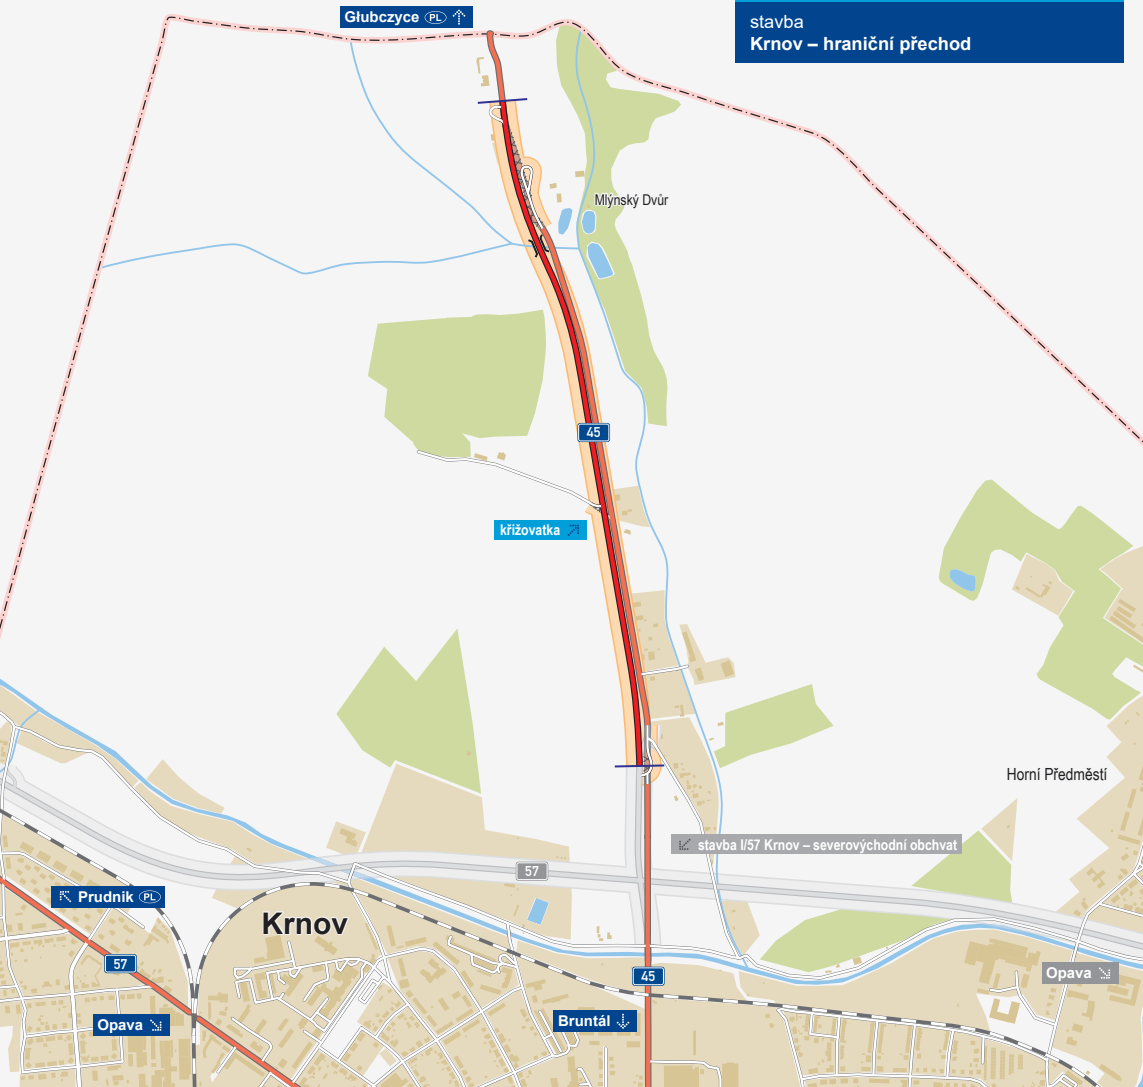 Głubczyce PL
stavba
Krnov – hraniční přechod
Mlýnský Dvůr
45
křižovatka
Horní Předměstí
stavba I/57 Krnov – severovýchodní obchvat
57
Prudnik PL
Krnov
57
45
Opava
Opava
Bruntál